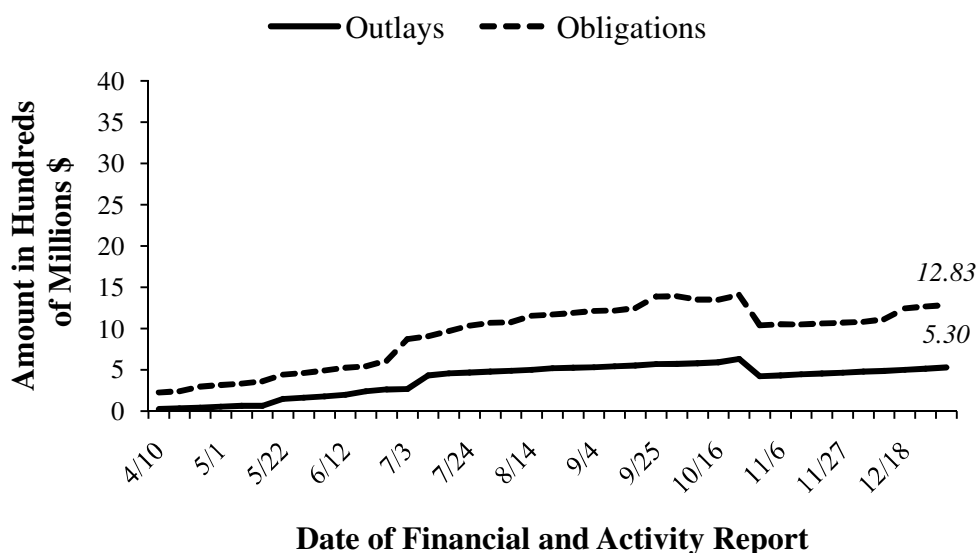 Outlays Obligations
Amount in Hundreds
of Millions $
40
35
30
25
20
15
10
5
0
12.83
5.30
4/10 5/1 5/22 6/12 7/3 7/24 8/14 9/4 9/25 10/16 11/6 11/27 12/18
Date of Financial and Activity Report